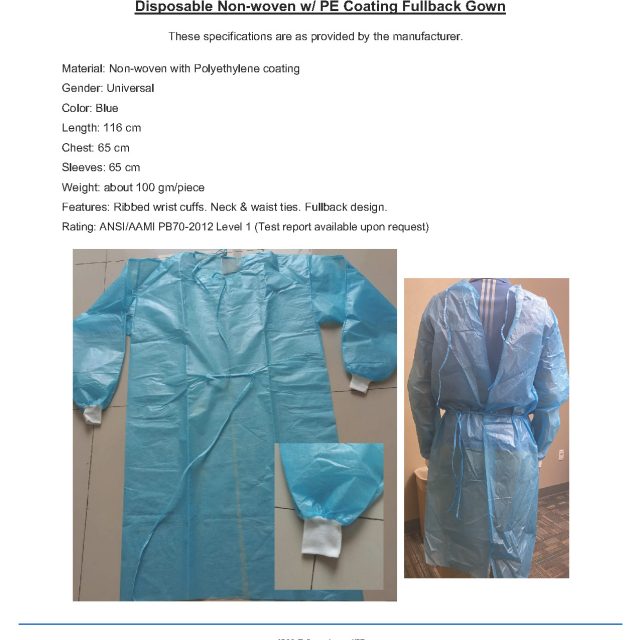 Disposable Non-woven w/ PE Coating Fullback Gown
These specifications are as provided by the manufacturer.
Material: Non-woven with Polyethylene coating
Gender: Universal
Color: Blue
Length: 116 cm
Chest: 65 cm
Sleeves: 65 cm
Weight: about 100 gm/piece
Features: Ribbed wrist cuffs. Neck & waist ties. Fullback design.
Rating: ANSI/AAMI PB70-2012 Level 1 (Test report available upon request)